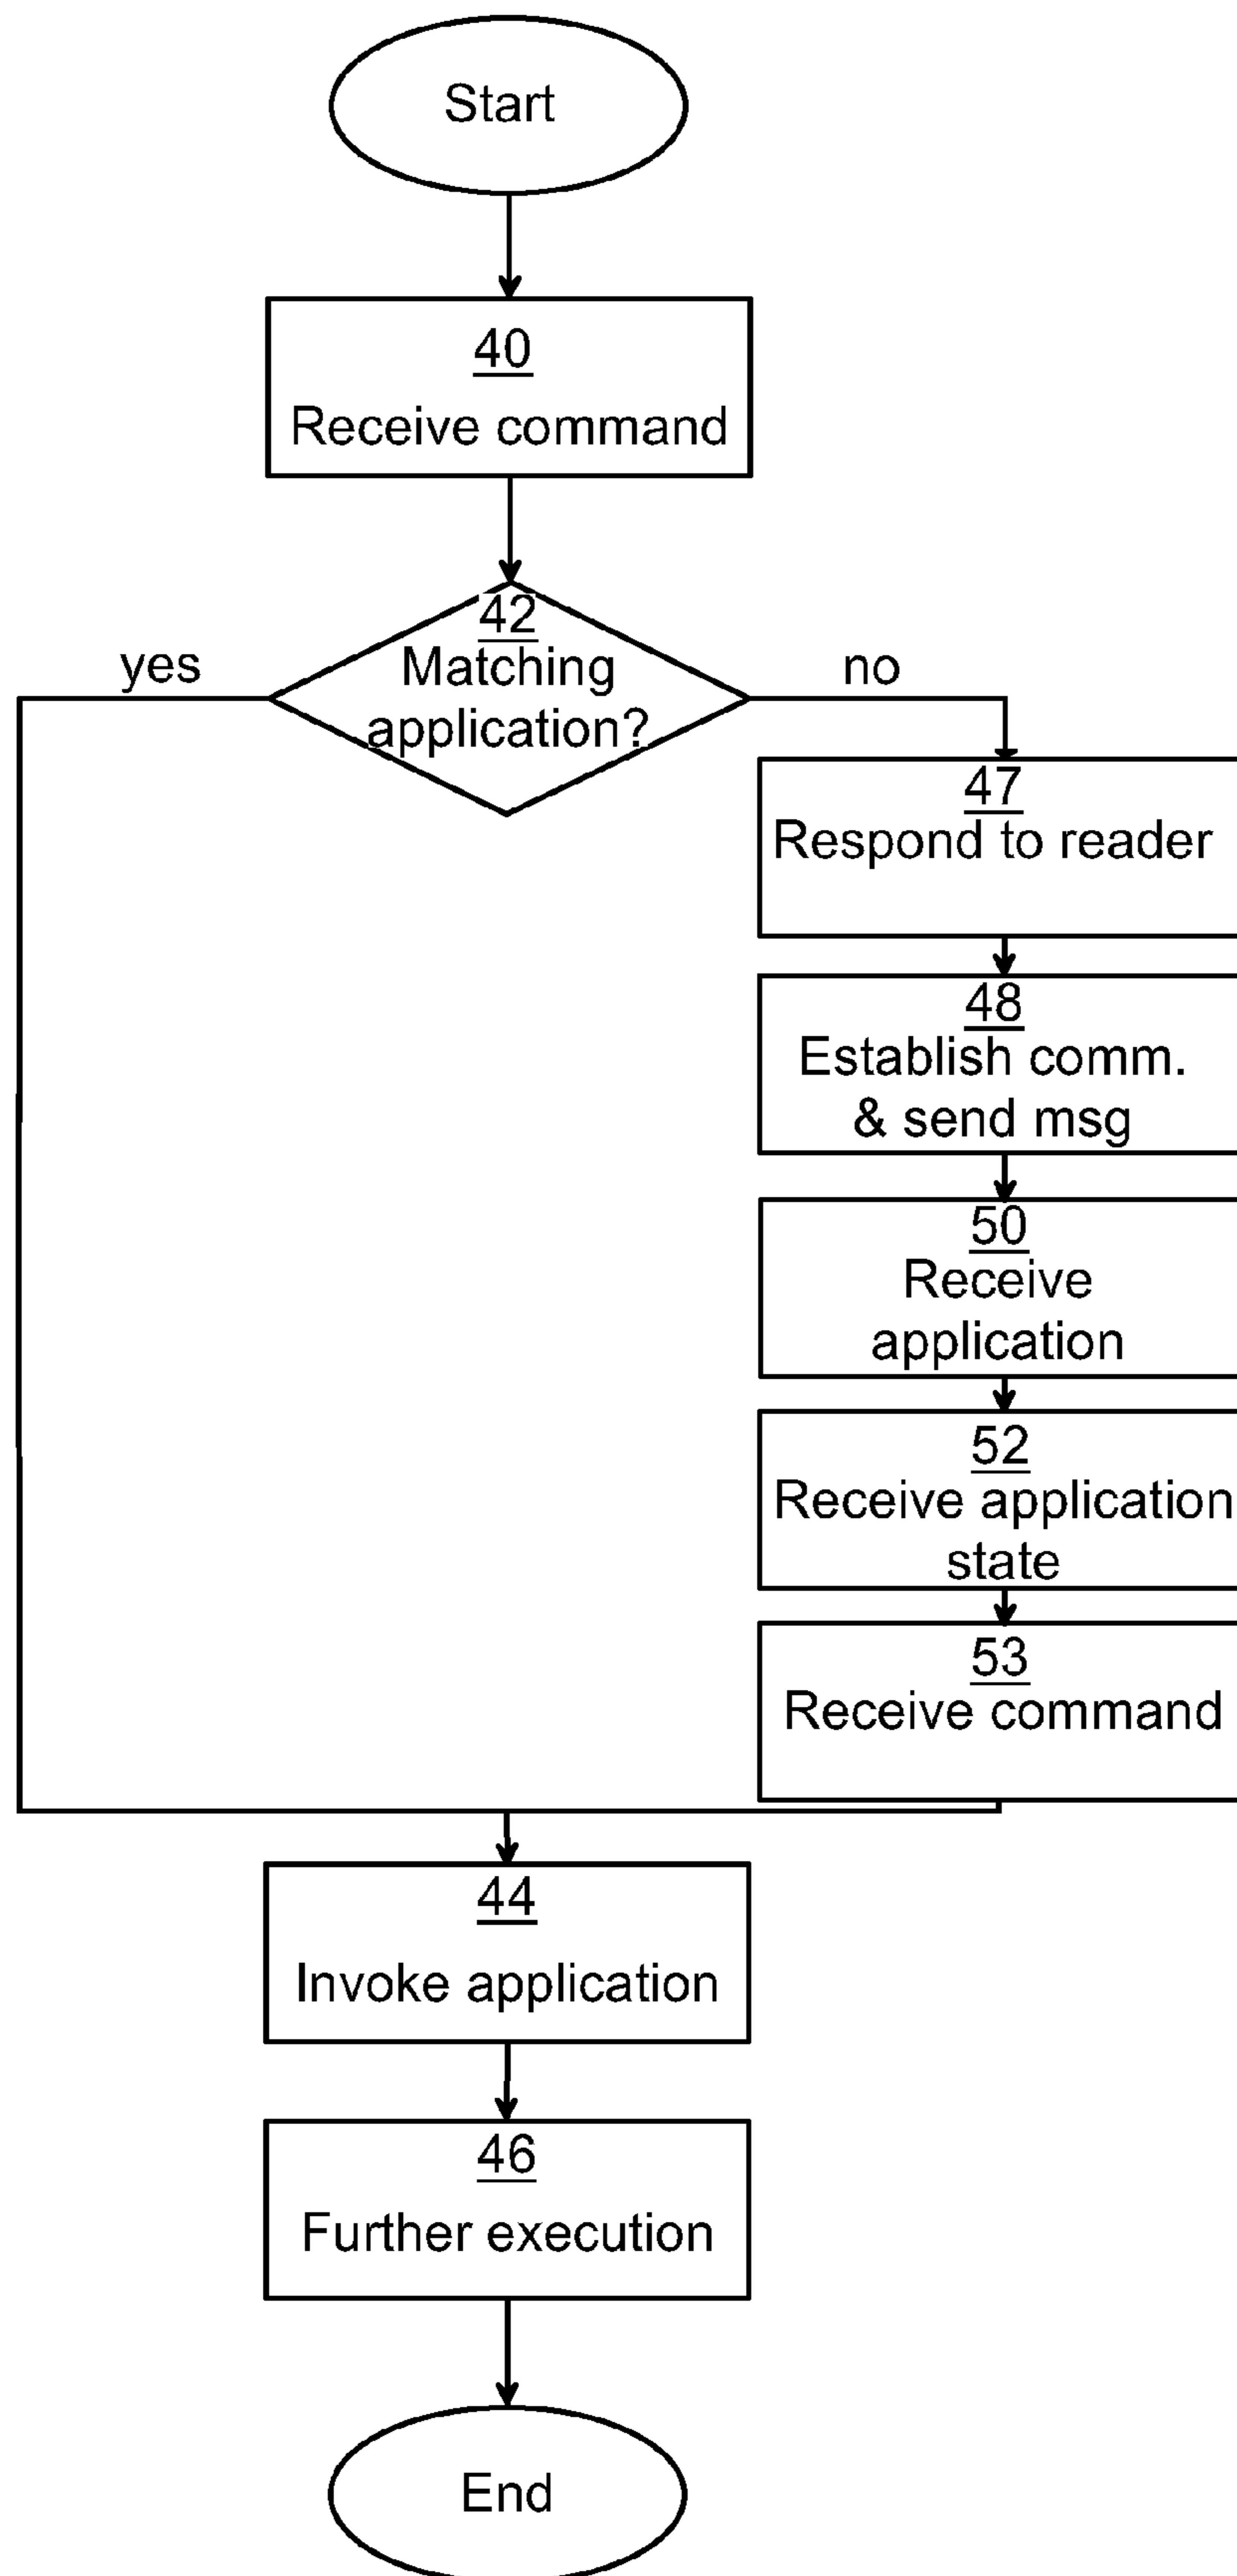 Start
40
Receive command
42
Matching
application?
yes
no
47
Respond to reader
48
Establish comm.
& send msg
50
Receive
application
52
Receive application
state
53
Receive command
44
Invoke application
46
Further execution
End